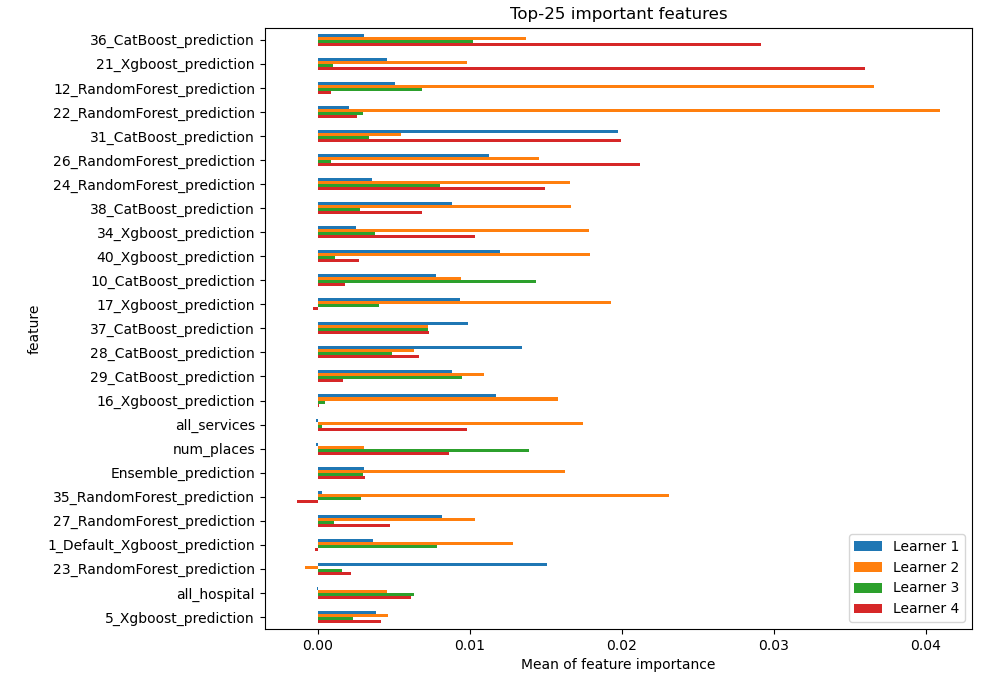 Top-25 important features
36_CatBoost_prediction
21_Xgboost_prediction
12_RandomForest_prediction
22_RandomForest_prediction
31_CatBoost_prediction
26_RandomForest_prediction
24_RandomForest_prediction
38_CatBoost_prediction
34_Xgboost_prediction
40_Xgboost_prediction
10_CatBoost_prediction
17_Xgboost_prediction
37_CatBoost_prediction
28_CatBoost_prediction
29_CatBoost_prediction
16_Xgboost_prediction
all_services
num_places
Ensemble_prediction
35_RandomForest_prediction
27_RandomForest_prediction
1_Default_Xgboost_prediction
23_RandomForest_prediction
all_hospital
5_Xgboost_prediction
feature
Learner 1
Learner 2
Learner 3
Learner 4
0.00 0.01 0.02 0.03 0.04
Mean of feature importance